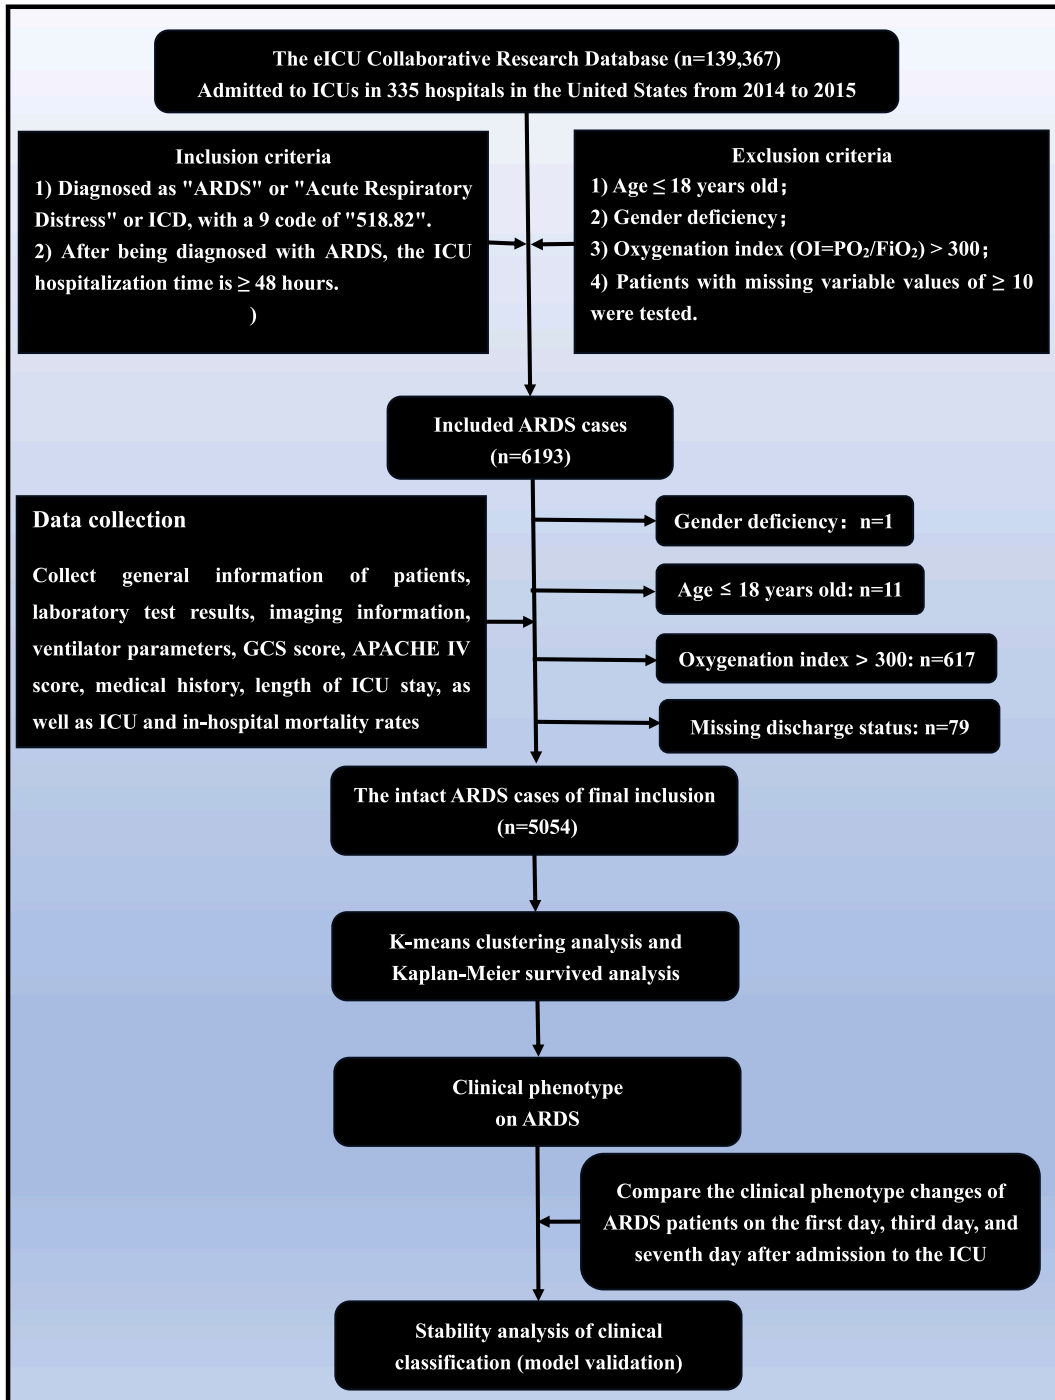 The eICU Collaborative Research Database (n=139,367)
Admitted to ICUs in 335 hospitals in the United States from 2014 to 2015
Inclusion criteria
1) Diagnosed as "ARDS" or "Acute Respiratory
Distress" or ICD, with a 9 code of "518.82".
2) After being diagnosed with ARDS, the ICU
hospitalization time is ≥ 48 hours.
)
Exclusion criteria
1) Age ≤ 18 years old;
2) Gender deficiency;
3) Oxygenation index (OI=PO₂/FiO₂) > 300;
4) Patients with missing variable values of ≥ 10
were tested.
Included ARDS cases
(n=6193)
Data collection
Collect general information of patients,
laboratory test results, imaging information,
ventilator parameters, GCS score, APACHE IV
score, medical history, length of ICU stay, as
well as ICU and in-hospital mortality rates
Gender deficiency: n=1
Age ≤ 18 years old: n=11
Oxygenation index > 300: n=617
Missing discharge status: n=79
The intact ARDS cases of final inclusion
(n=5054)
K-means clustering analysis and
Kaplan-Meier survived analysis
Clinical phenotype
on ARDS
Compare the clinical phenotype changes of
ARDS patients on the first day, third day, and
seventh day after admission to the ICU
Stability analysis of clinical
classification (model validation)